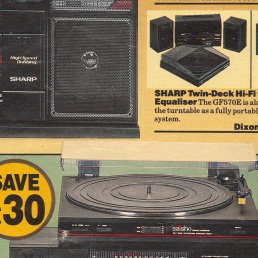 High Speed
Dubbing
SHARP
SHARP Twin-Deck Hi-Fi
Equaliser The GF570E is al
the turntable as a fully portabl
system.
Dixon
SAVE
£30
saisho